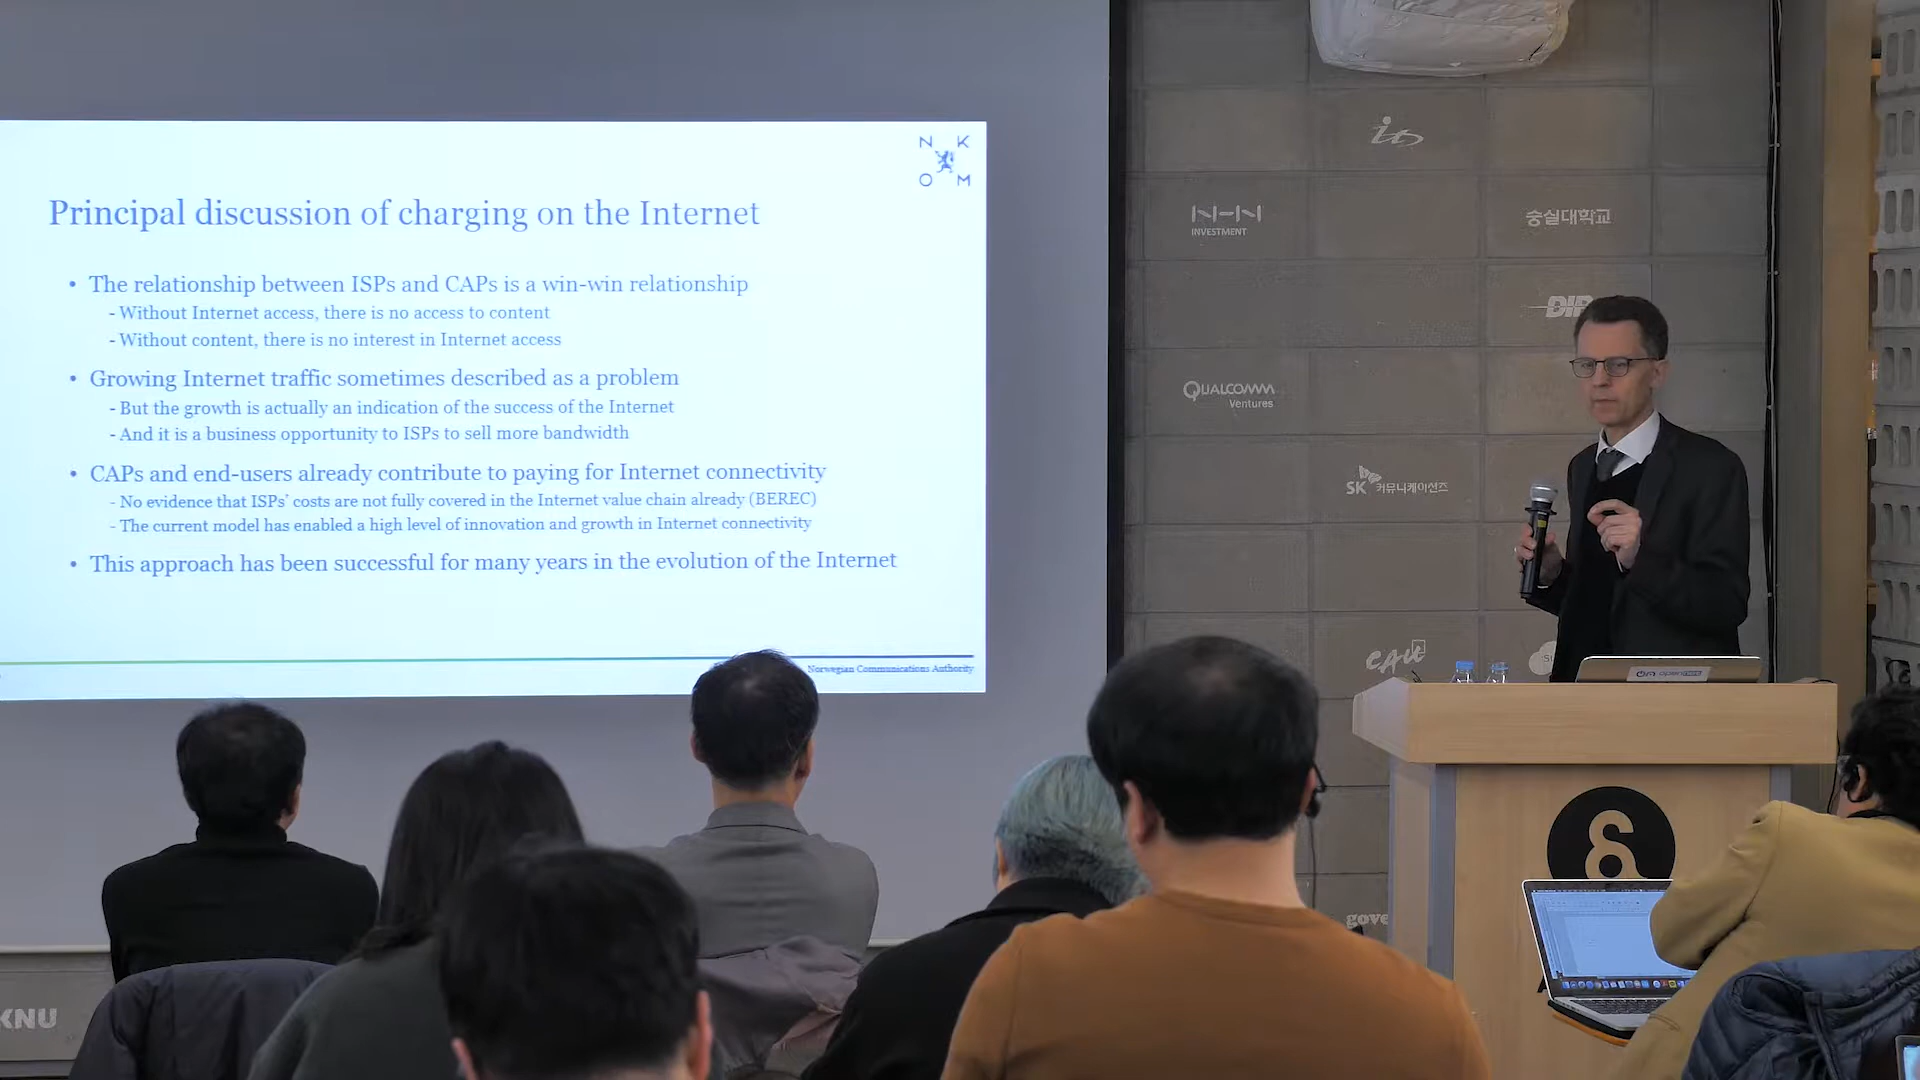 N K
O M
Principal discussion of charging on the Internet
• The relationship between ISPs and CAPs is a win-win relationship
- Without Internet access, there is no access to content
- Without content, there is no interest in Internet access
• Growing Internet traffic sometimes described as a problem
- But the growth is actually an indication of the success of the Internet
- And it is a business opportunity to ISPs to sell more bandwidth
• CAPs and end-users already contribute to paying for Internet connectivity
- No evidence that ISPs' costs are not fully covered in the Internet value chain already (BEREC)
- The current model has enabled a high level of innovation and growth in Internet connectivity
• This approach has been successful for many years in the evolution of the Internet
Norwegian Communications Authority
INVESTMENT
숭실대학교
QUALCOMM
Ventures
SK 커뮤니케이션즈
CAU
opennet
gove
KNU